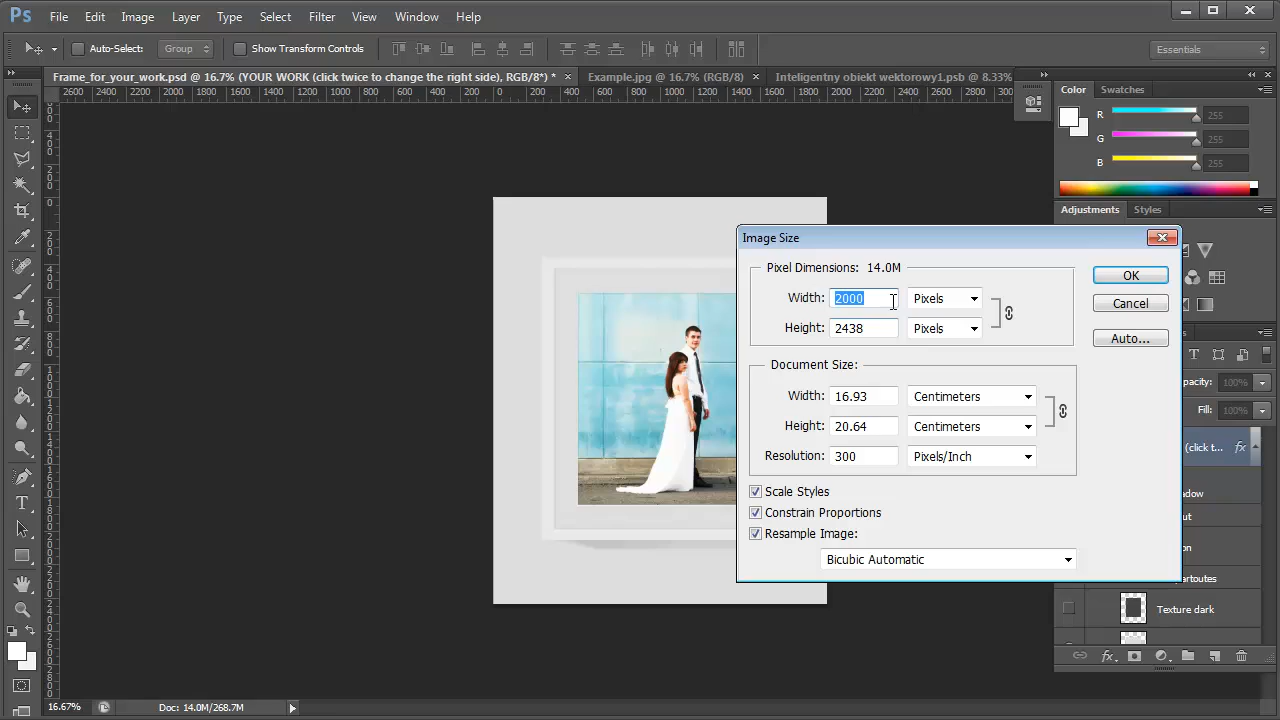 Ps File Edit Image Layer Type Select Filter View Window Help
Auto-Select: Group Show Transform Controls Essentials
Frame_for_your_work.psd @ 16.7% (YOUR WORK (click twice to change the right side), RGB/8*) * × Example.jpg @ 16.7% (RGB/8) × Inteligentny obiekt wektorowy1.psb @ 8.33%
2600 2400 2200 2000 1800 1600 1400 1200 1000 800 600 400 200 0 200 400 600 800 1000 1200 1400 1600 1800 2000 2200 2400 2600 2800 300
Color Swatches
R 255
G 255
B 255
Adjustments Styles
Image Size
Pixel Dimensions: 14.0M
Width: 2000 Pixels
Height: 2438 Pixels
OK
Cancel
Auto...
Document Size:
Width: 16.93 Centimeters
Height: 20.64 Centimeters
Resolution: 300 Pixels/Inch
Scale Styles
Constrain Proportions
Resample Image:
Bicubic Automatic
pacity: 100%
Fill: 100%
(click t... fx
adow
ut
on
artoutes
Texture dark
16.67% Doc: 14.0M/268.7M